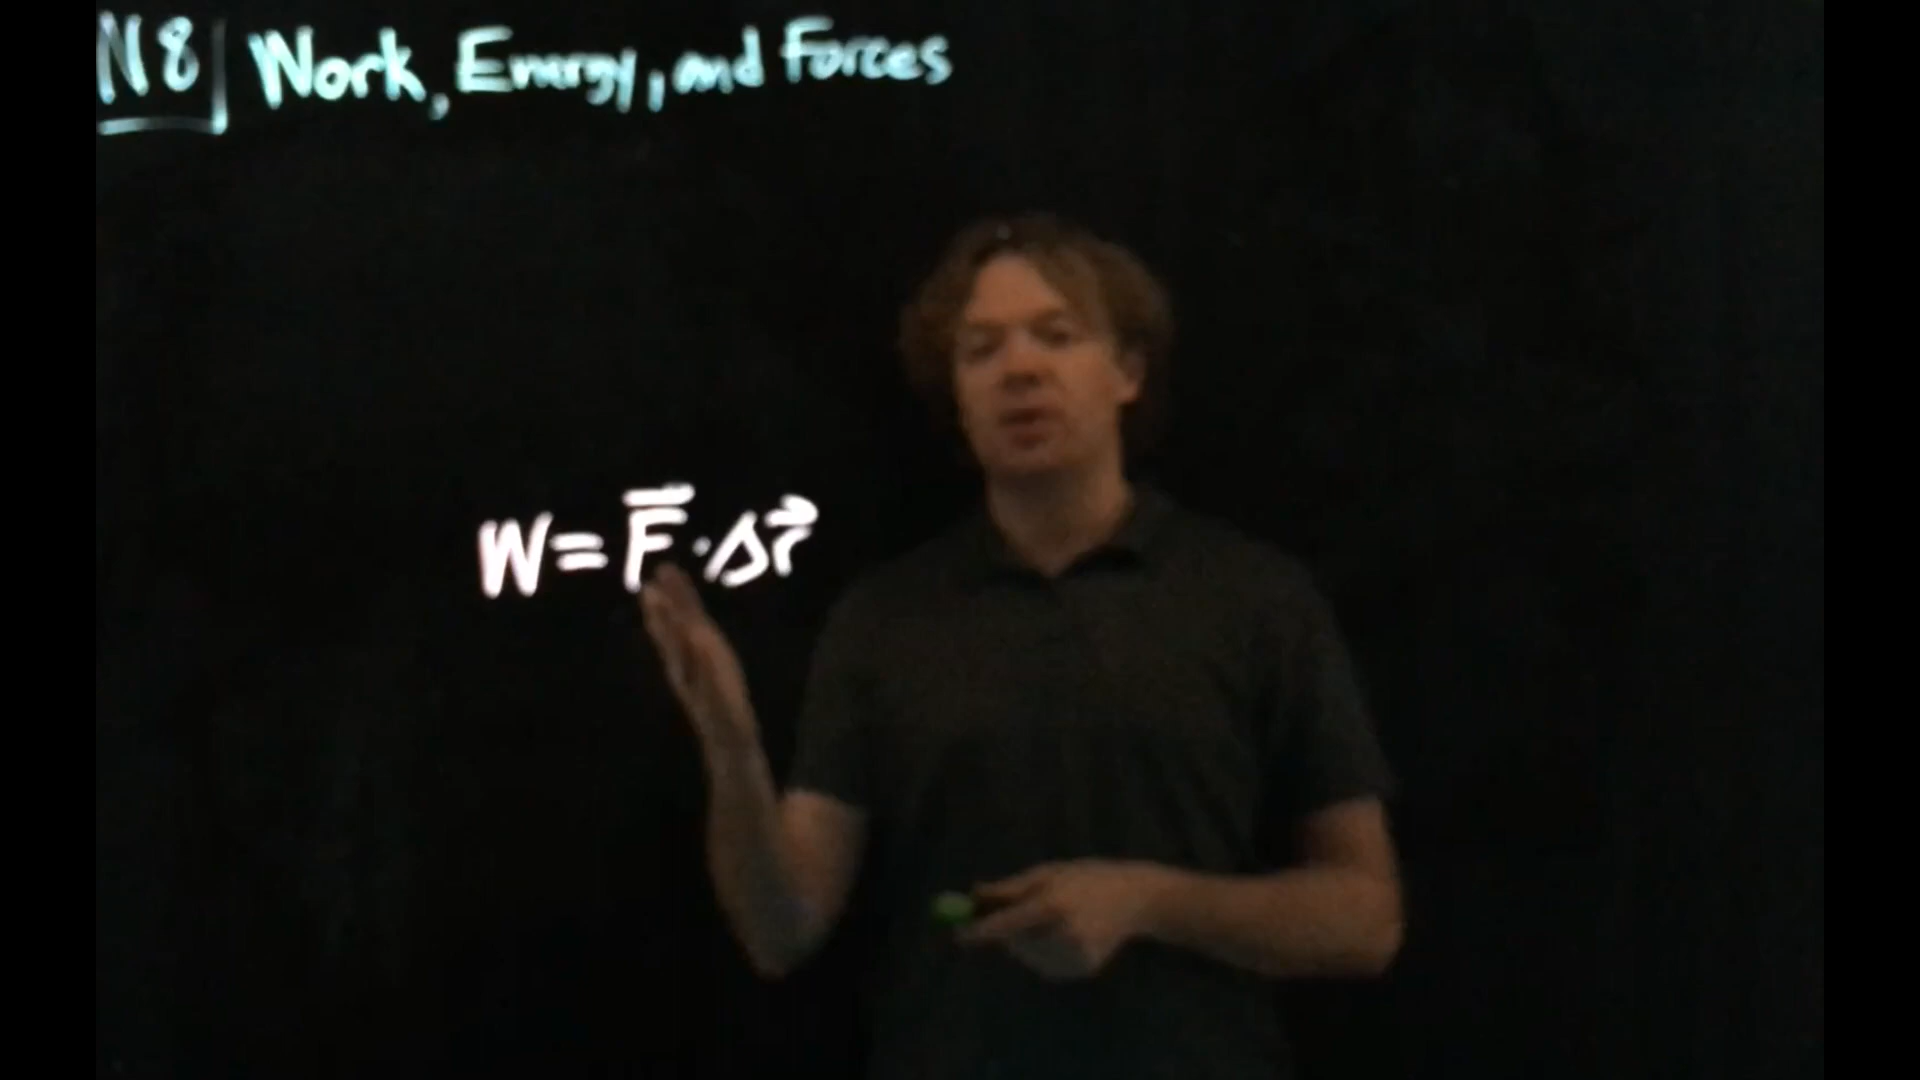 N8 Work, Energy, and Forces
W = F⃗ · Δr⃗